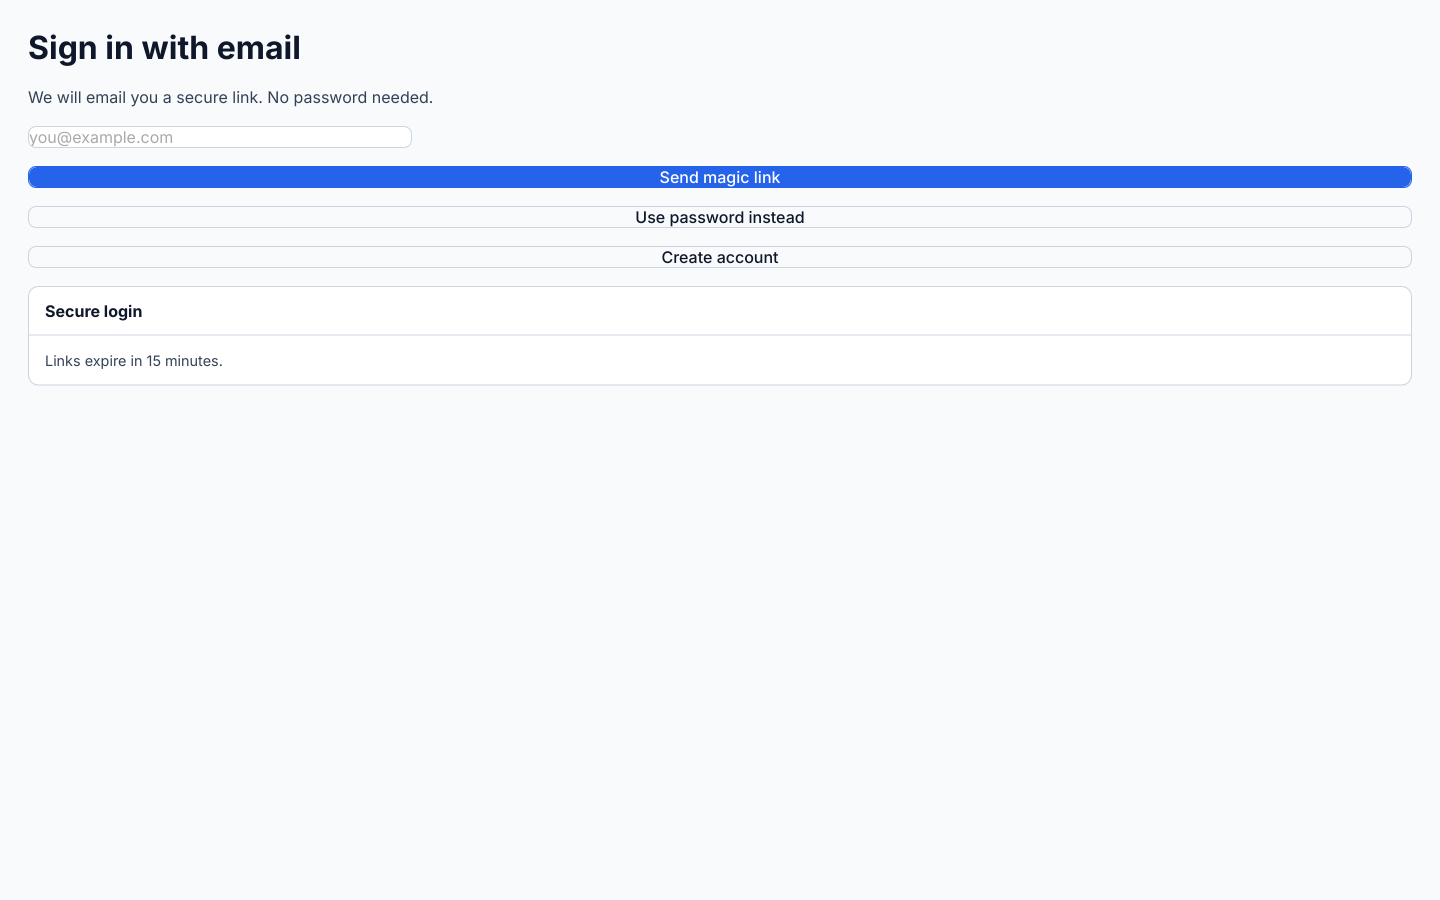 Sign in with email
We will email you a secure link. No password needed.
you@example.com
Send magic link
Use password instead
Create account
Secure login
Links expire in 15 minutes.